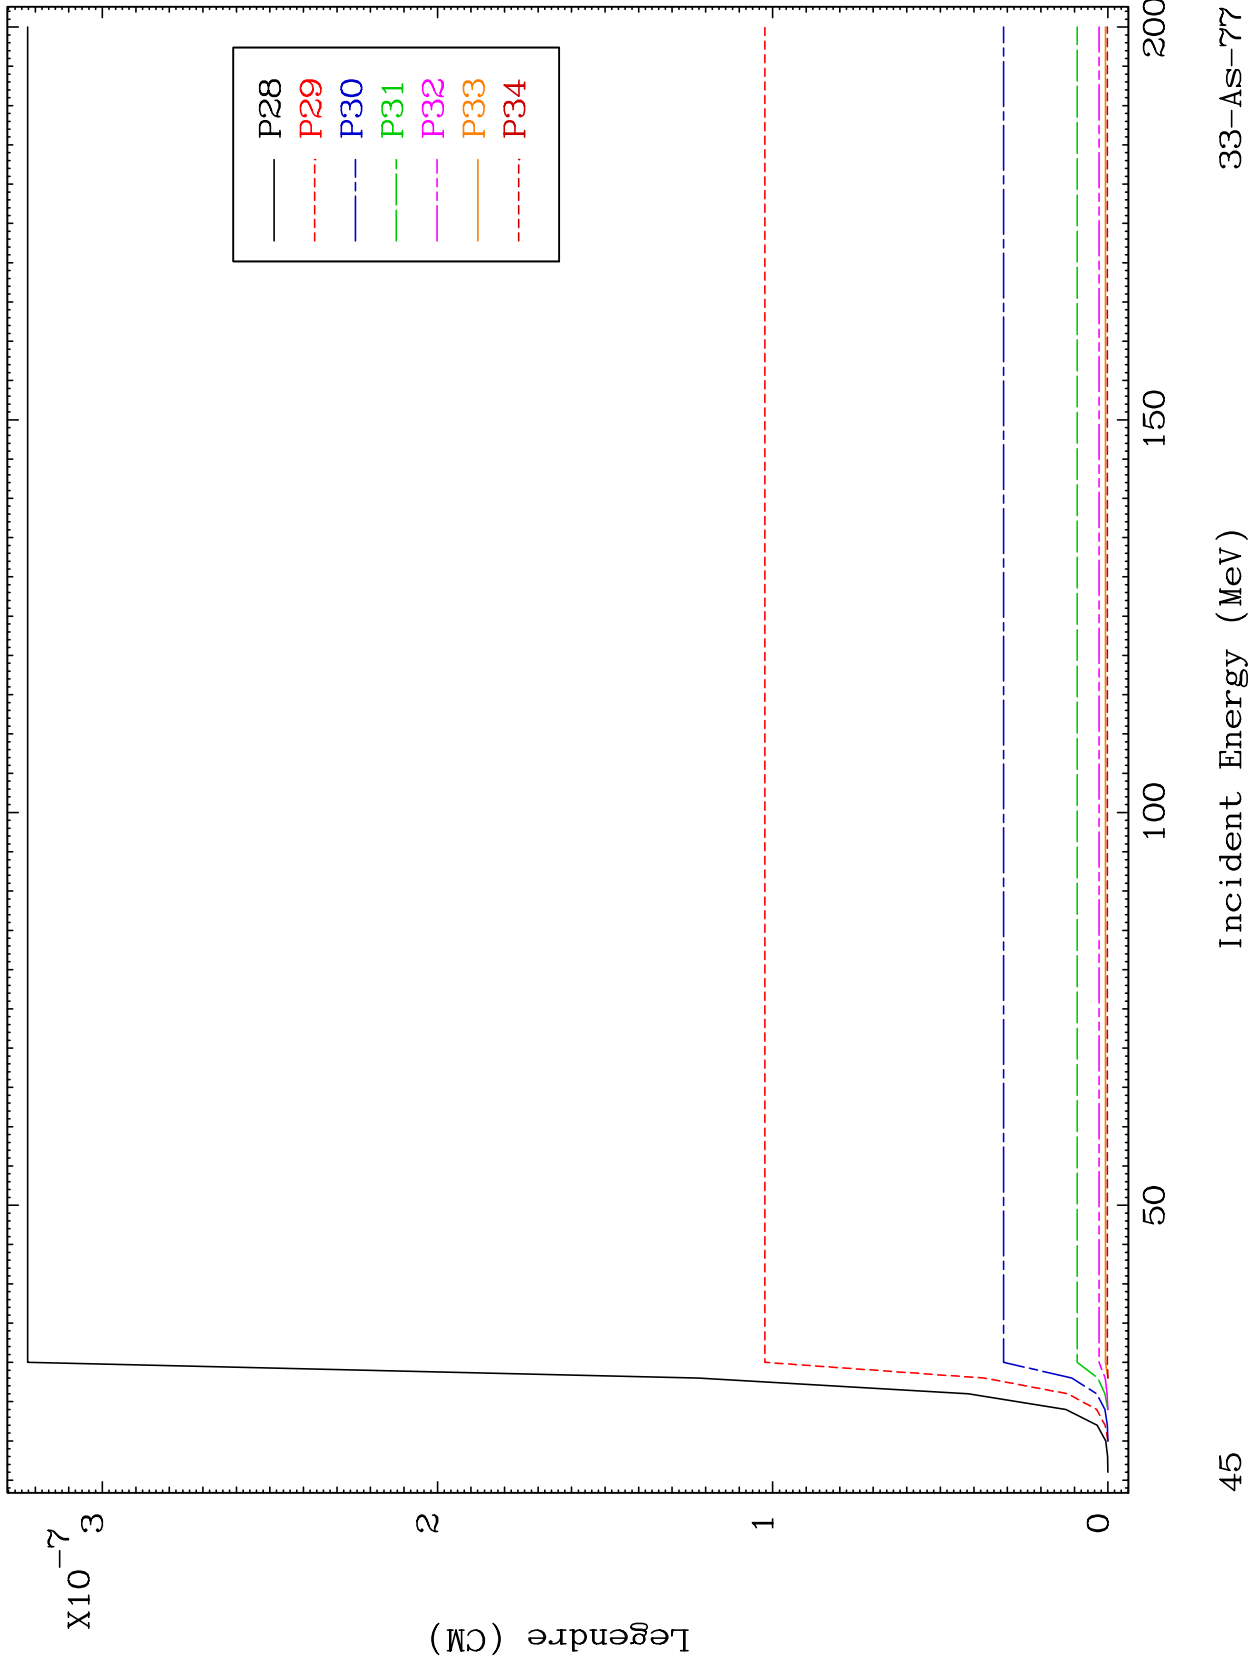 X10-7
3
2
1
0
Legendre (CM)
P28
P29
P30
P31
P32
P33
P34
50
100
150
200
45
Incident Energy (MeV)
33-As-77